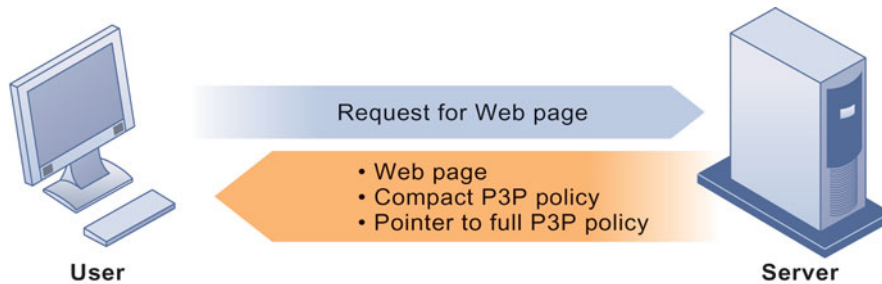 Request for Web page
• Web page
• Compact P3P policy
• Pointer to full P3P policy
User
Server